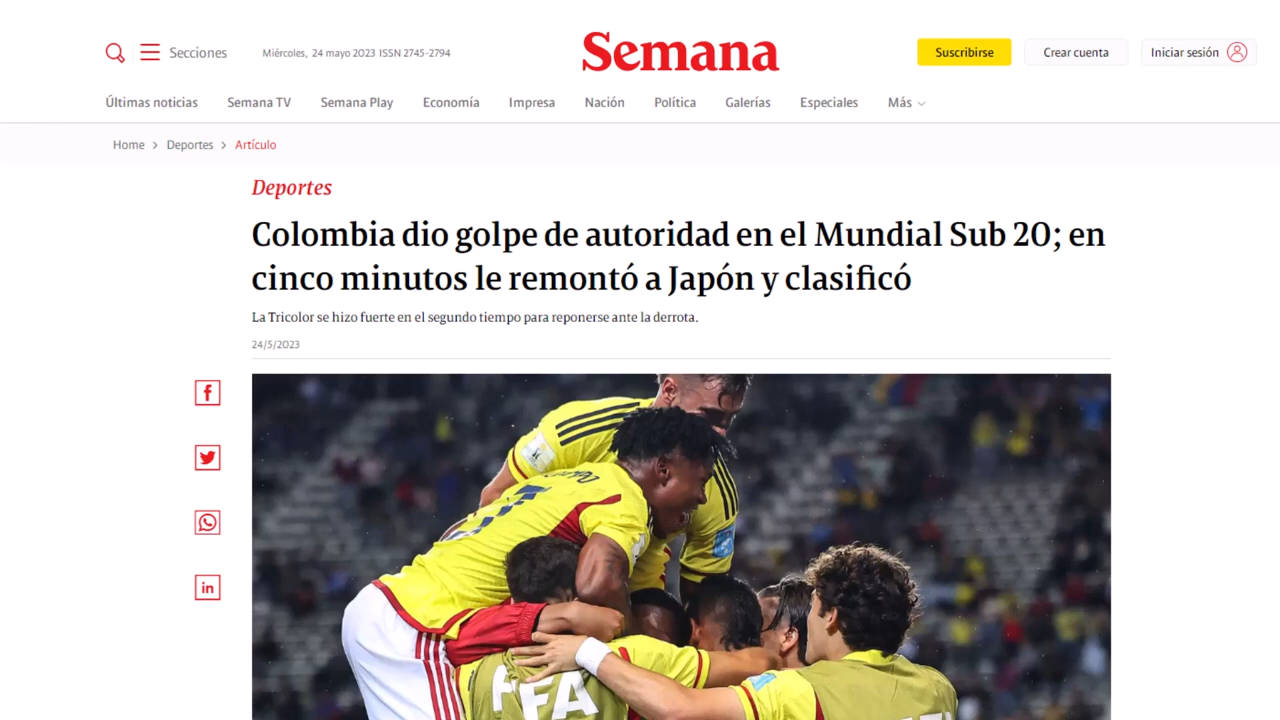 Secciones
Miércoles, 24 mayo 2023 ISSN 2745-2794
Semana
Suscribirse
Crear cuenta
Iniciar sesión
Últimas noticias
Semana TV
Semana Play
Economía
Impresa
Nación
Política
Galerías
Especiales
Más
Home > Deportes > Artículo
Deportes
Colombia dio golpe de autoridad en el Mundial Sub 20; en
cinco minutos le remontó a Japón y clasificó
La Tricolor se hizo fuerte en el segundo tiempo para reponerse ante la derrota.
24/5/2023
in